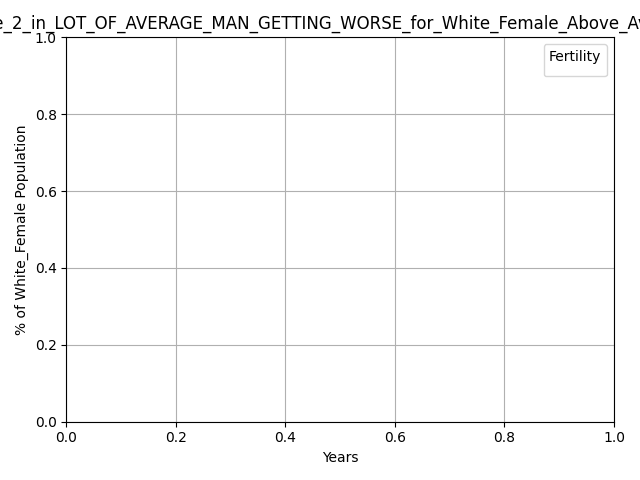 e_2_in_LOT_OF_AVERAGE_MAN_GETTING_WORSE_for_White_Female_Above_Av
Fertility
1.0
0.8
0.6
0.4
0.2
0.0
% of White_Female Population
0.0 0.2 0.4 0.6 0.8 1.0
Years